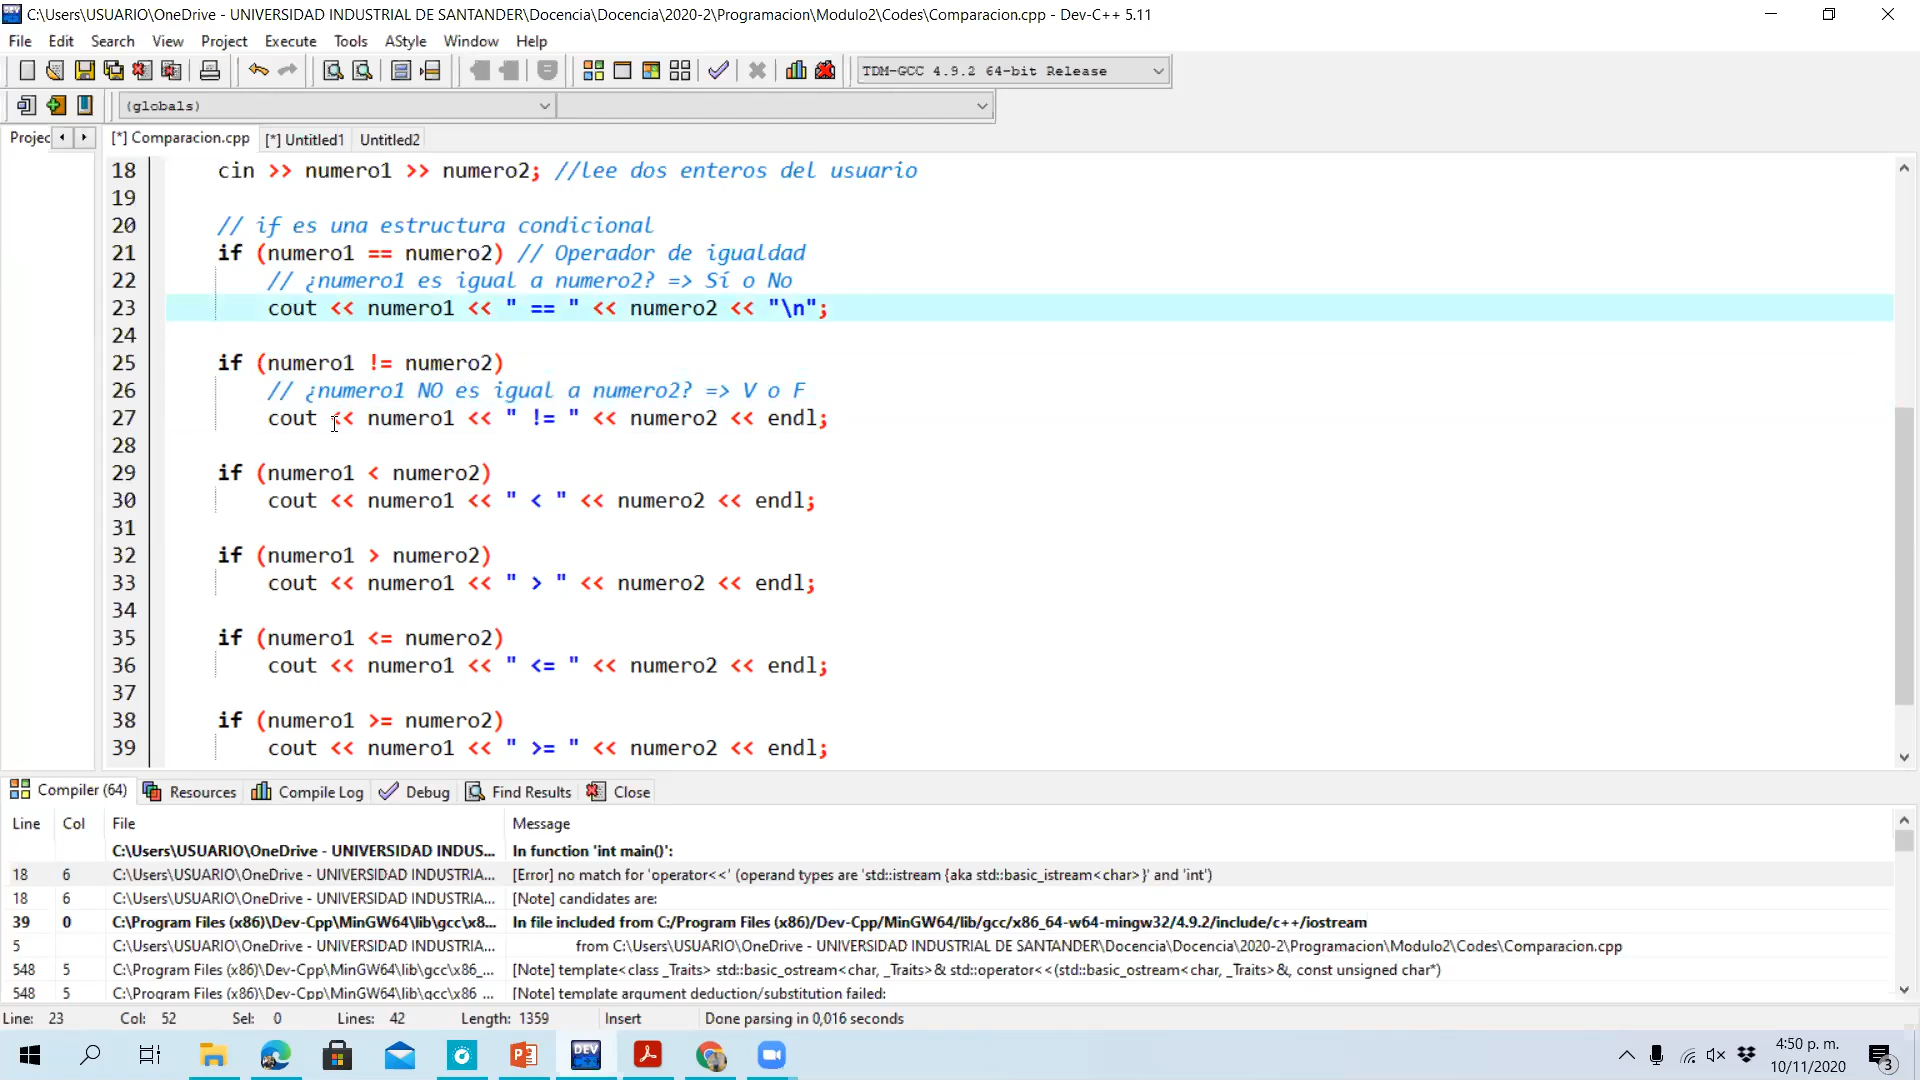 C:\Users\USUARIO\OneDrive - UNIVERSIDAD INDUSTRIAL DE SANTANDER\Docencia\Docencia\2020-2\Programacion\Modulo2\Codes\Comparacion.cpp - Dev-C++ 5.11
File Edit Search View Project Execute Tools AStyle Window Help
TDM-GCC 4.9.2 64-bit Release
(globals)
Projec [*] Comparacion.cpp [*] Untitled1 Untitled2
18 cin >> numero1 >> numero2; //lee dos enteros del usuario
19
20 // if es una estructura condicional
21 if (numero1 == numero2) // Operador de igualdad
22 // ¿numero1 es igual a numero2? => Sí o No
23 cout << numero1 << " == " << numero2 << "\n";
24
25 if (numero1 != numero2)
26 // ¿numero1 NO es igual a numero2? => V o F
27 cout << numero1 << " != " << numero2 << endl;
28
29 if (numero1 < numero2)
30 cout << numero1 << " < " << numero2 << endl;
31
32 if (numero1 > numero2)
33 cout << numero1 << " > " << numero2 << endl;
34
35 if (numero1 <= numero2)
36 cout << numero1 << " <= " << numero2 << endl;
37
38 if (numero1 >= numero2)
39 cout << numero1 << " >= " << numero2 << endl;
Compiler (64) Resources Compile Log Debug Find Results Close
Line Col File Message
C:\Users\USUARIO\OneDrive - UNIVERSIDAD INDUS... In function 'int main()':
18 6 C:\Users\USUARIO\OneDrive - UNIVERSIDAD INDUSTRIA... [Error] no match for 'operator<<' (operand types are 'std::istream {aka std::basic_istream<char>}' and 'int')
18 6 C:\Users\USUARIO\OneDrive - UNIVERSIDAD INDUSTRIA... [Note] candidates are:
39 0 C:\Program Files (x86)\Dev-Cpp\MinGW64\lib\gcc\x8... In file included from C:/Program Files (x86)/Dev-Cpp/MinGW64/lib/gcc/x86_64-w64-mingw32/4.9.2/include/c++/iostream
5 C:\Users\USUARIO\OneDrive - UNIVERSIDAD INDUSTRIA... from C:\Users\USUARIO\OneDrive - UNIVERSIDAD INDUSTRIAL DE SANTANDER\Docencia\Docencia\2020-2\Programacion\Modulo2\Codes\Comparacion.cpp
548 5 C:\Program Files (x86)\Dev-Cpp\MinGW64\lib\gcc\x86_... [Note] template<class _Traits> std::basic_ostream<char, _Traits>& std::operator<<(std::basic_ostream<char, _Traits>&, const unsigned char*)
548 5 C:\Program Files (x86)\Dev-Cpp\MinGW64\lib\gcc\x86_... [Note] template argument deduction/substitution failed:
Line: 23 Col: 52 Sel: 0 Lines: 42 Length: 1359 Insert Done parsing in 0,016 seconds
DEV
4:50 p. m.
10/11/2020
3